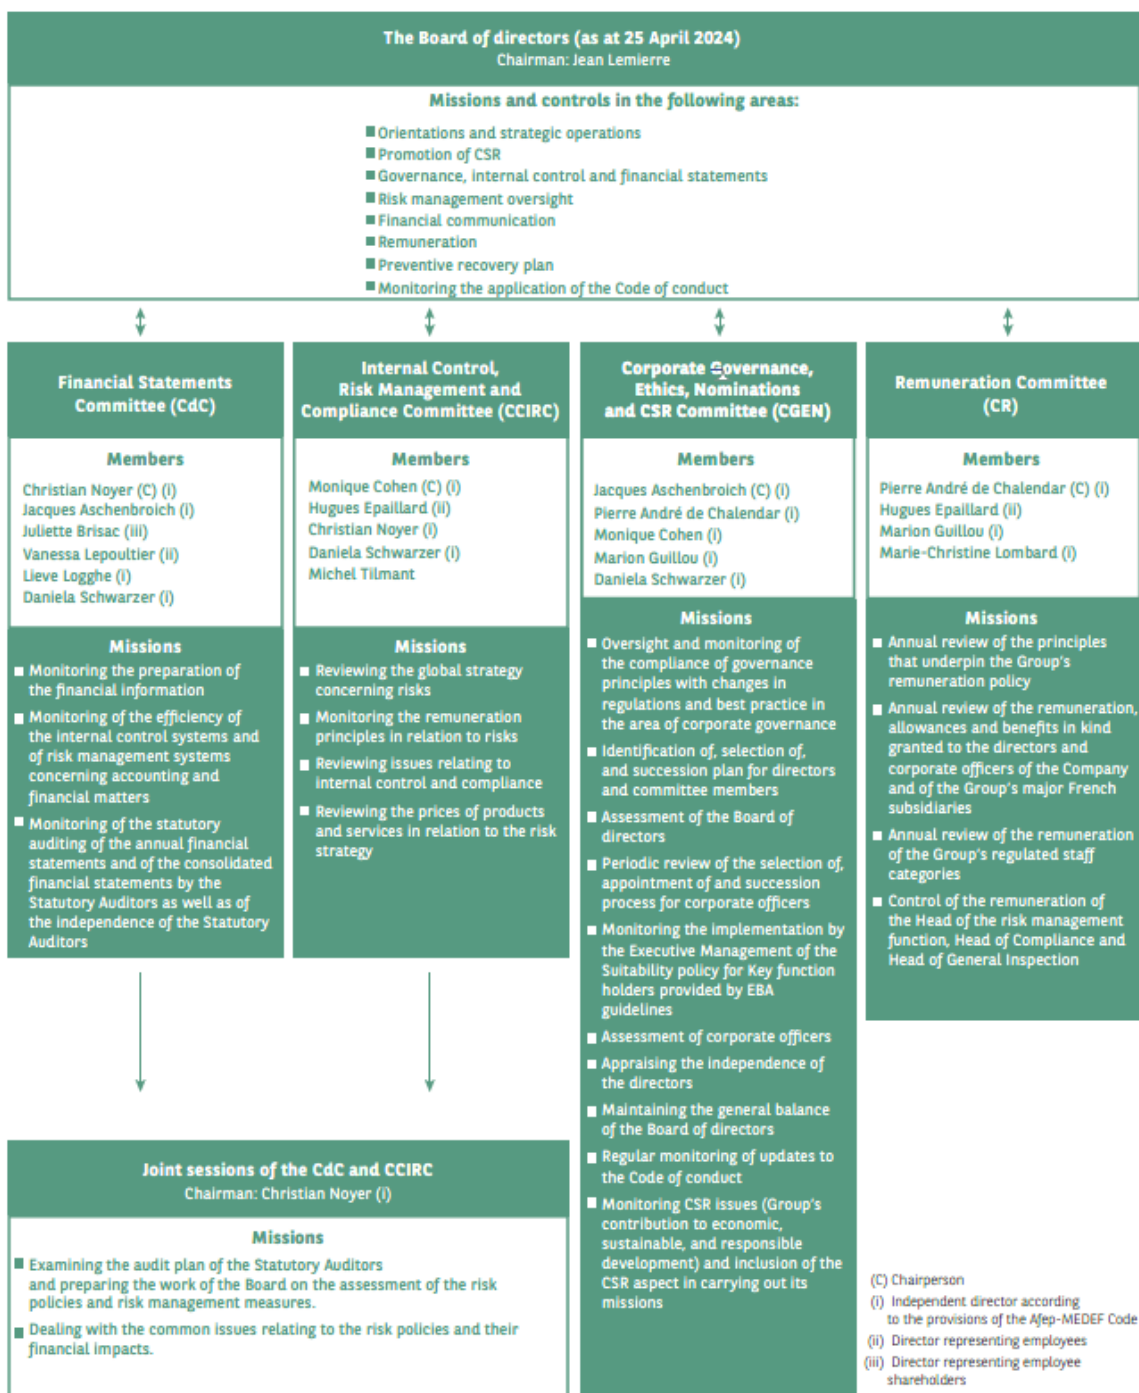 The Board of directors (as at 25 April 2024)
Chairman: Jean Lemierre
Missions and controls in the following areas:
Orientations and strategic operations
Promotion of CSR
Governance, internal control and financial statements
Risk management oversight
Financial communication
Remuneration
Preventive recovery plan
Monitoring the application of the Code of conduct
Financial Statements
Committee (CdC)
Members
Christian Noyer (C) (i)
Jacques Aschenbroich (i)
Juliette Brisac (iii)
Vanessa Lepoultier (ii)
Lieve Logghe (i)
Daniela Schwarzer (i)
Missions
Monitoring the preparation of
the financial information
Monitoring of the efficiency of
the internal control systems and
of risk management systems
concerning accounting and
financial matters
Monitoring of the statutory
auditing of the annual financial
statements and of the consolidated
financial statements by the
Statutory Auditors as well as of
the independence of the Statutory
Auditors
Internal Control,
Risk Management and
Compliance Committee (CCIRC)
Members
Monique Cohen (C) (i)
Hugues Epaillard (ii)
Christian Noyer (i)
Daniela Schwarzer (i)
Michel Tilmant
Missions
Reviewing the global strategy
concerning risks
Monitoring the remuneration
principles in relation to risks
Reviewing issues relating to
internal control and compliance
Reviewing the prices of products
and services in relation to the risk
strategy
Corporate Governance,
Ethics, Nominations
and CSR Committee (CGEN)
Members
Jacques Aschenbroich (C) (i)
Pierre André de Chalendar (i)
Monique Cohen (i)
Marion Guillou (i)
Daniela Schwarzer (i)
Missions
Oversight and monitoring of
the compliance of governance
principles with changes in
regulations and best practice in
the area of corporate governance
Identification of, selection of,
and succession plan for directors
and committee members
Assessment of the Board of
directors
Periodic review of the selection of,
appointment of and succession
process for corporate officers
Monitoring the implementation by
the Executive Management of the
Suitability policy for Key function
holders provided by EBA
guidelines
Assessment of corporate officers
Appraising the independence of
the directors
Maintaining the general balance
of the Board of directors
Regular monitoring of updates to
the Code of conduct
Monitoring CSR issues (Group's
contribution to economic,
sustainable, and responsible
development) and inclusion of the
CSR aspect in carrying out its
missions
Remuneration Committee
(CR)
Members
Pierre André de Chalendar (C) (i)
Hugues Epaillard (ii)
Marion Guillou (i)
Marie-Christine Lombard (i)
Missions
Annual review of the principles
that underpin the Group's
remuneration policy
Annual review of the remuneration,
allowances and benefits in kind
granted to the directors and
corporate officers of the Company
and of the Group's major French
subsidiaries
Annual review of the remuneration
of the Group's regulated staff
categories
Control of the remuneration of
the Head of the risk management
function, Head of Compliance and
Head of General Inspection
Joint sessions of the CdC and CCIRC
Chairman: Christian Noyer (i)
Missions
Examining the audit plan of the Statutory Auditors
and preparing the work of the Board on the assessment of the risk
policies and risk management measures.
Dealing with the common issues relating to the risk policies and their
financial impacts.
(C) Chairperson
(i) Independent director according
to the provisions of the Afep-MEDEF Code
(ii) Director representing employees
(iii) Director representing employee
shareholders